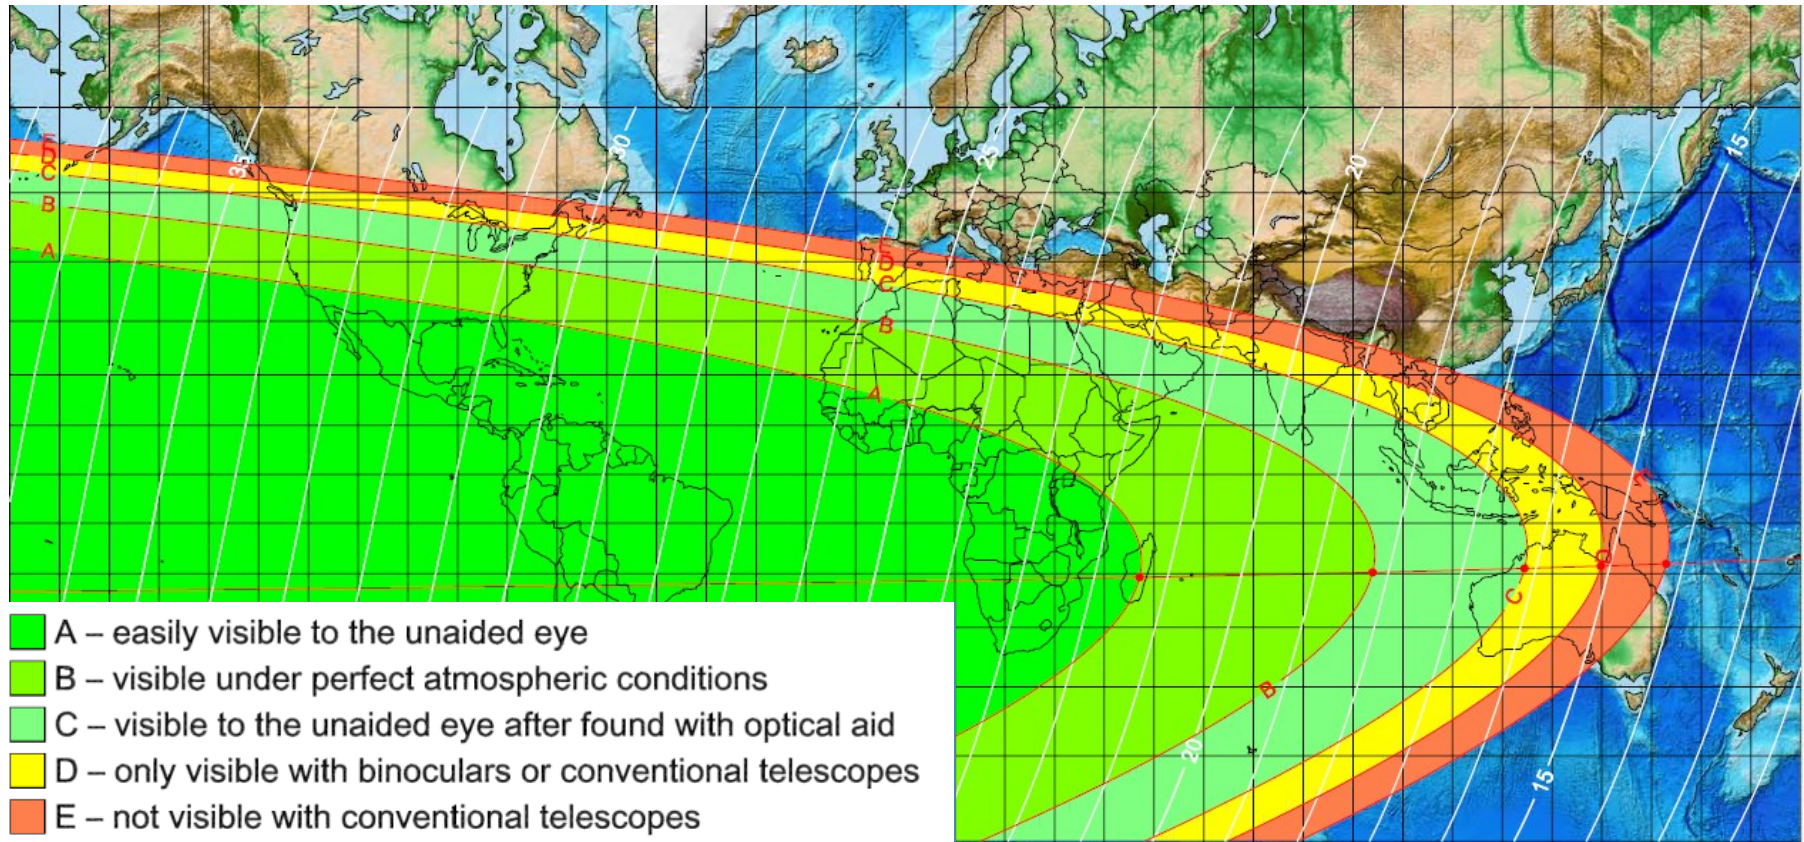 15
30
35
25
20
E
D
C
B
A
E
D
C
B
A
E
C
C
B
20
15
A – easily visible to the unaided eye
B – visible under perfect atmospheric conditions
C – visible to the unaided eye after found with optical aid
D – only visible with binoculars or conventional telescopes
E – not visible with conventional telescopes